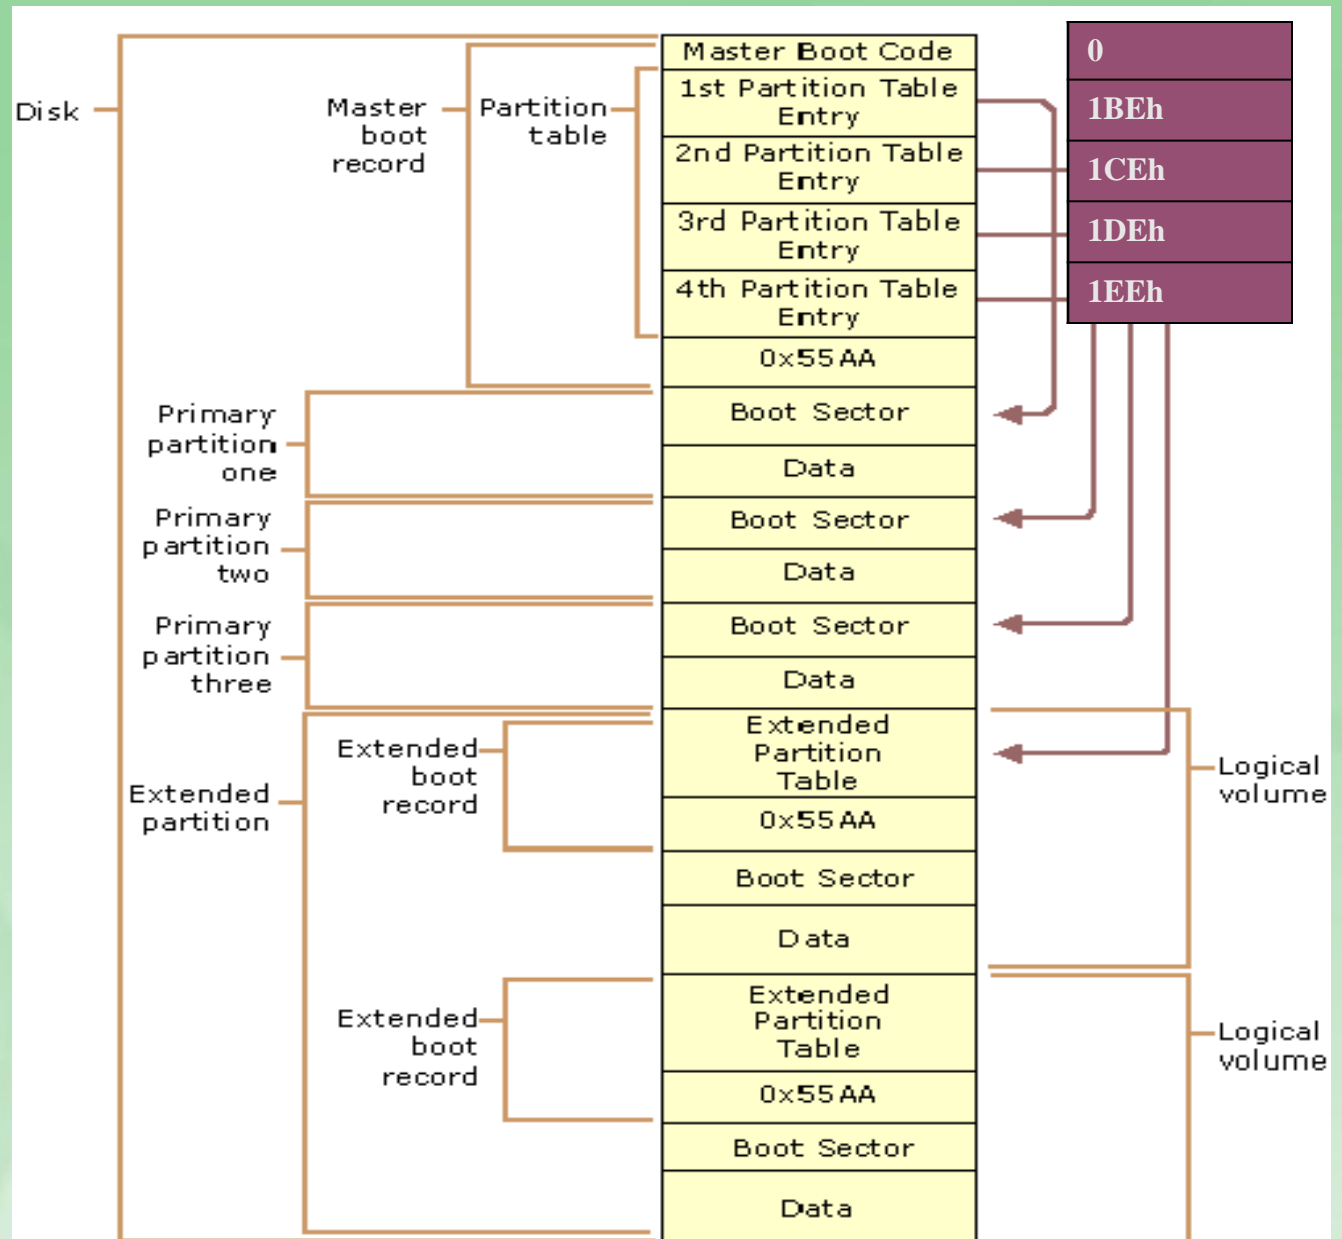 Disk
Master
boot
record
Partition
table
Master Boot Code
1st Partition Table
Entry
2nd Partition Table
Entry
3rd Partition Table
Entry
4th Partition Table
Entry
0x55AA
0
1BEh
1CEh
1DEh
1EEh
Primary
partition
one
Boot Sector
Data
Primary
partition
two
Boot Sector
Data
Primary
partition
three
Boot Sector
Data
Extended
partition
Extended
boot
record
Extended
Partition
Table
0x55AA
Boot Sector
Data
Logical
volume
Extended
boot
record
Extended
Partition
Table
0x55AA
Boot Sector
Data
Logical
volume